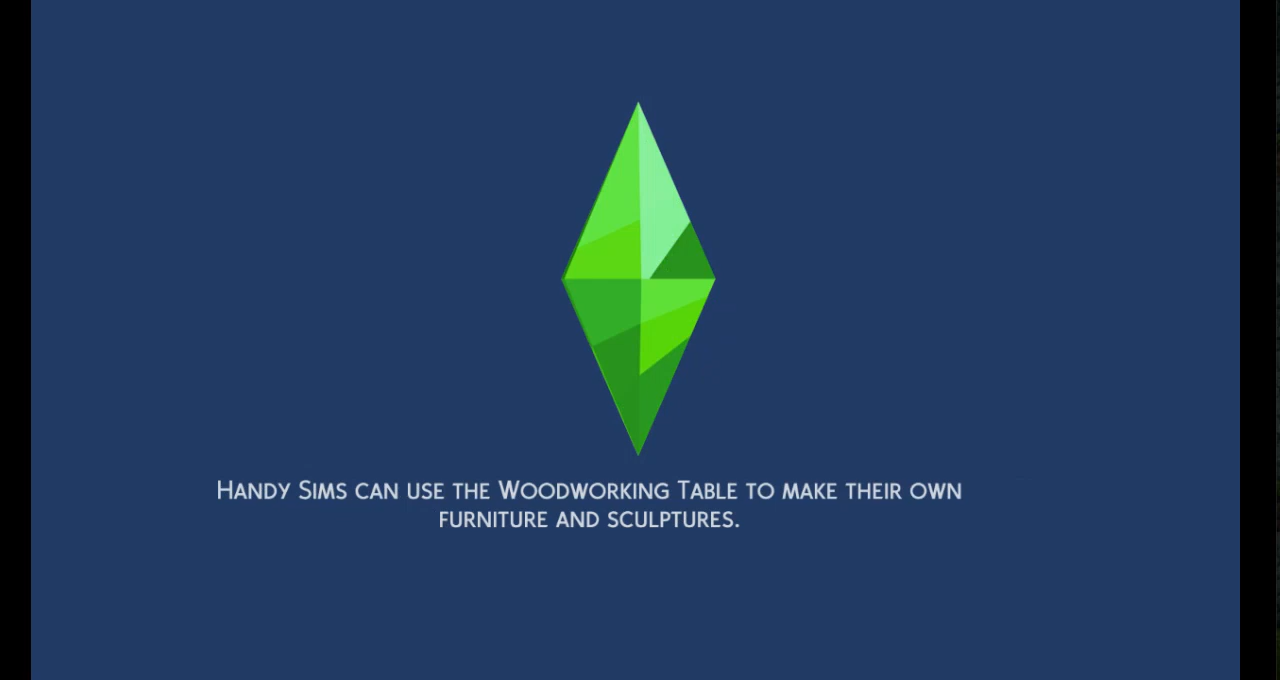 Handy Sims can use the Woodworking Table to make their own
furniture and sculptures.